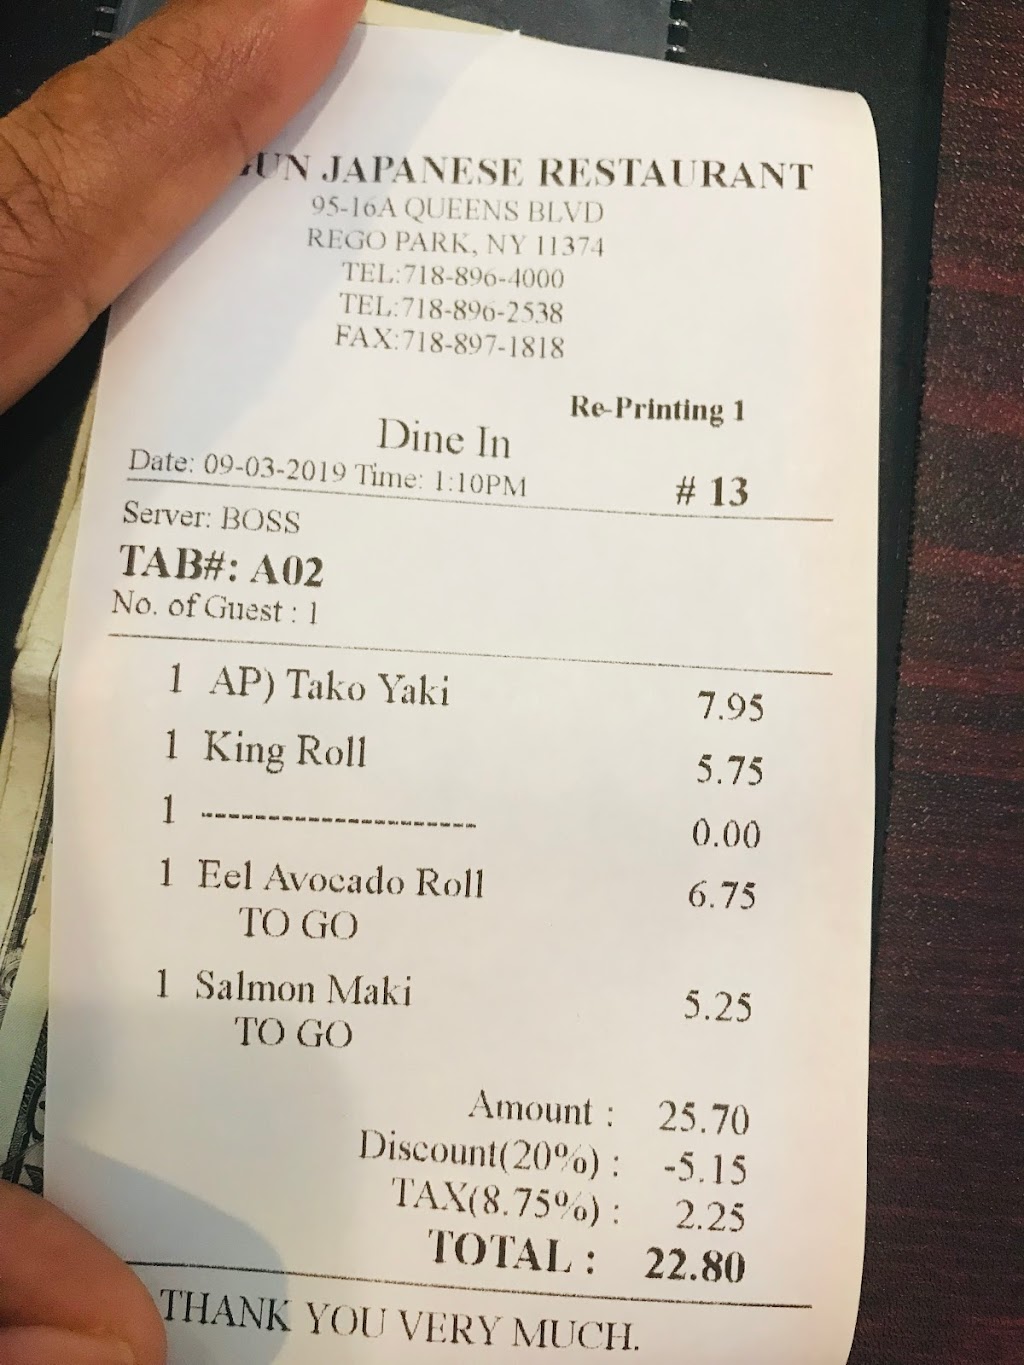 JAPANESE RESTAURANT
95-16A QUEENS BLVD
REGO PARK, NY 11374
TEL:718-896-4000
TEL:718-896-2538
FAX:718-897-1818
Re-Printing 1
Dine In
Date: 09-03-2019 Time: 1:10PM # 13
Server: BOSS
TAB#: A02
No. of Guest : 1
1 AP) Tako Yaki 7.95
1 King Roll 5.75
1 ---------------------- 0.00
1 Eel Avocado Roll 6.75
TO GO
1 Salmon Maki 5.25
TO GO
Amount : 25.70
Discount(20%) : -5.15
TAX(8.75%) : 2.25
TOTAL : 22.80
THANK YOU VERY MUCH.